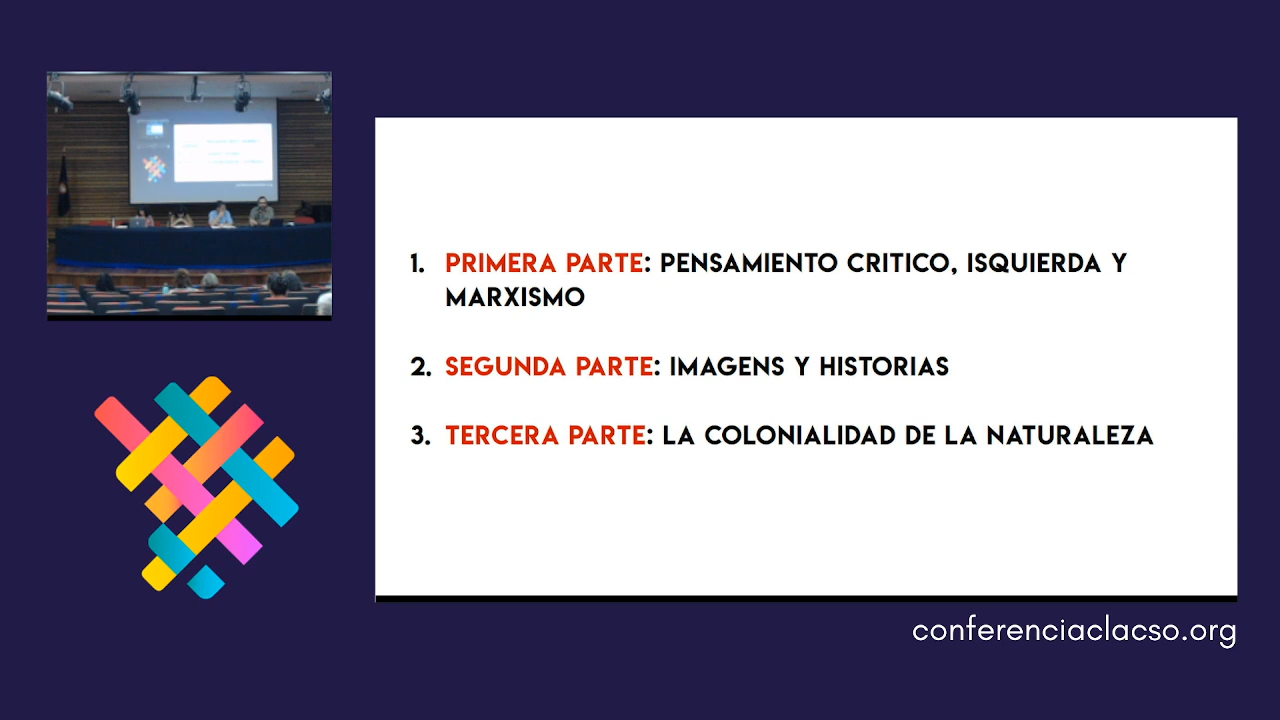 1. PRIMERA PARTE: PENSAMIENTO CRITICO, ISQUIERDA Y
MARXISMO
2. SEGUNDA PARTE: IMAGENS Y HISTORIAS
3. TERCERA PARTE: LA COLONIALIDAD DE LA NATURALEZA
conferenciaclacso.org